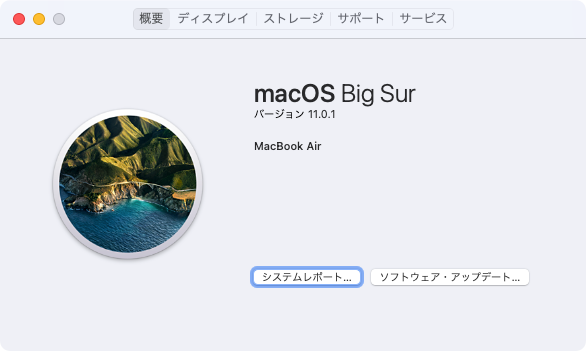 概要 ディスプレイ ストレージ サポート サービス
macOS Big Sur
バージョン 11.0.1
MacBook Air
システムレポート... ソフトウェア・アップデート...